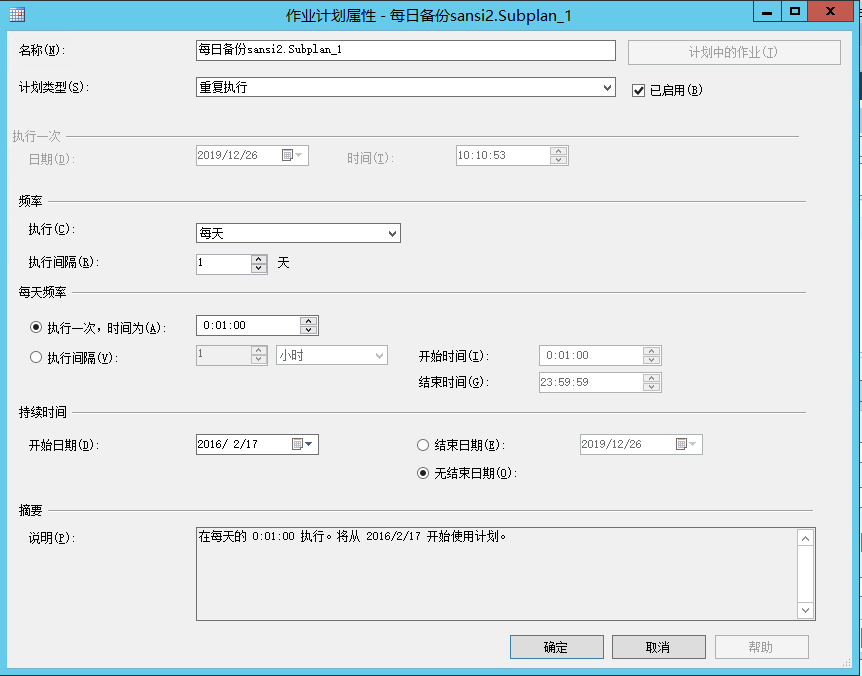 作业计划属性 - 每日备份sansi2.Subplan_1
名称(N): 每日备份sansi2.Subplan_1 计划中的作业(I)
计划类型(S): 重复执行 已启用(B)
执行一次
日期(D): 2019/12/26 时间(T): 10:10:53
频率
执行(C): 每天
执行间隔(R): 1 天
每天频率
执行一次，时间为(A): 0:01:00
执行间隔(V): 1 小时 开始时间(I): 0:01:00
结束时间(G): 23:59:59
持续时间
开始日期(D): 2016/ 2/17 结束日期(E): 2019/12/26
无结束日期(O):
摘要
说明(P): 在每天的 0:01:00 执行。将从 2016/2/17 开始使用计划。
确定 取消 帮助